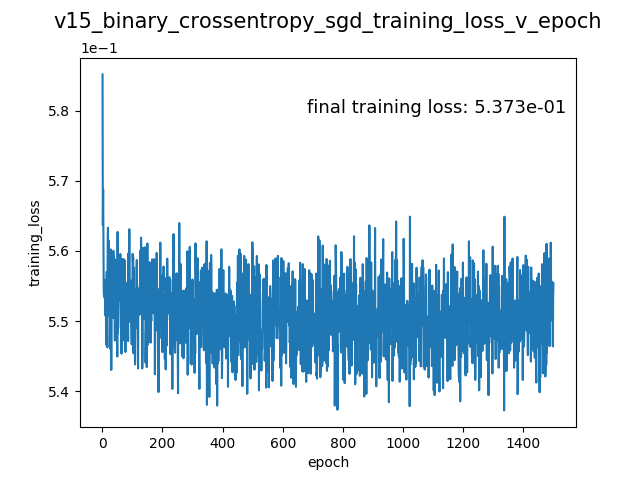 v15_binary_crossentropy_sgd_training_loss_v_epoch
1e−1
final training loss: 5.373e-01
5.8
5.7
5.6
5.5
5.4
training_loss
0 200 400 600 800 1000 1200 1400
epoch